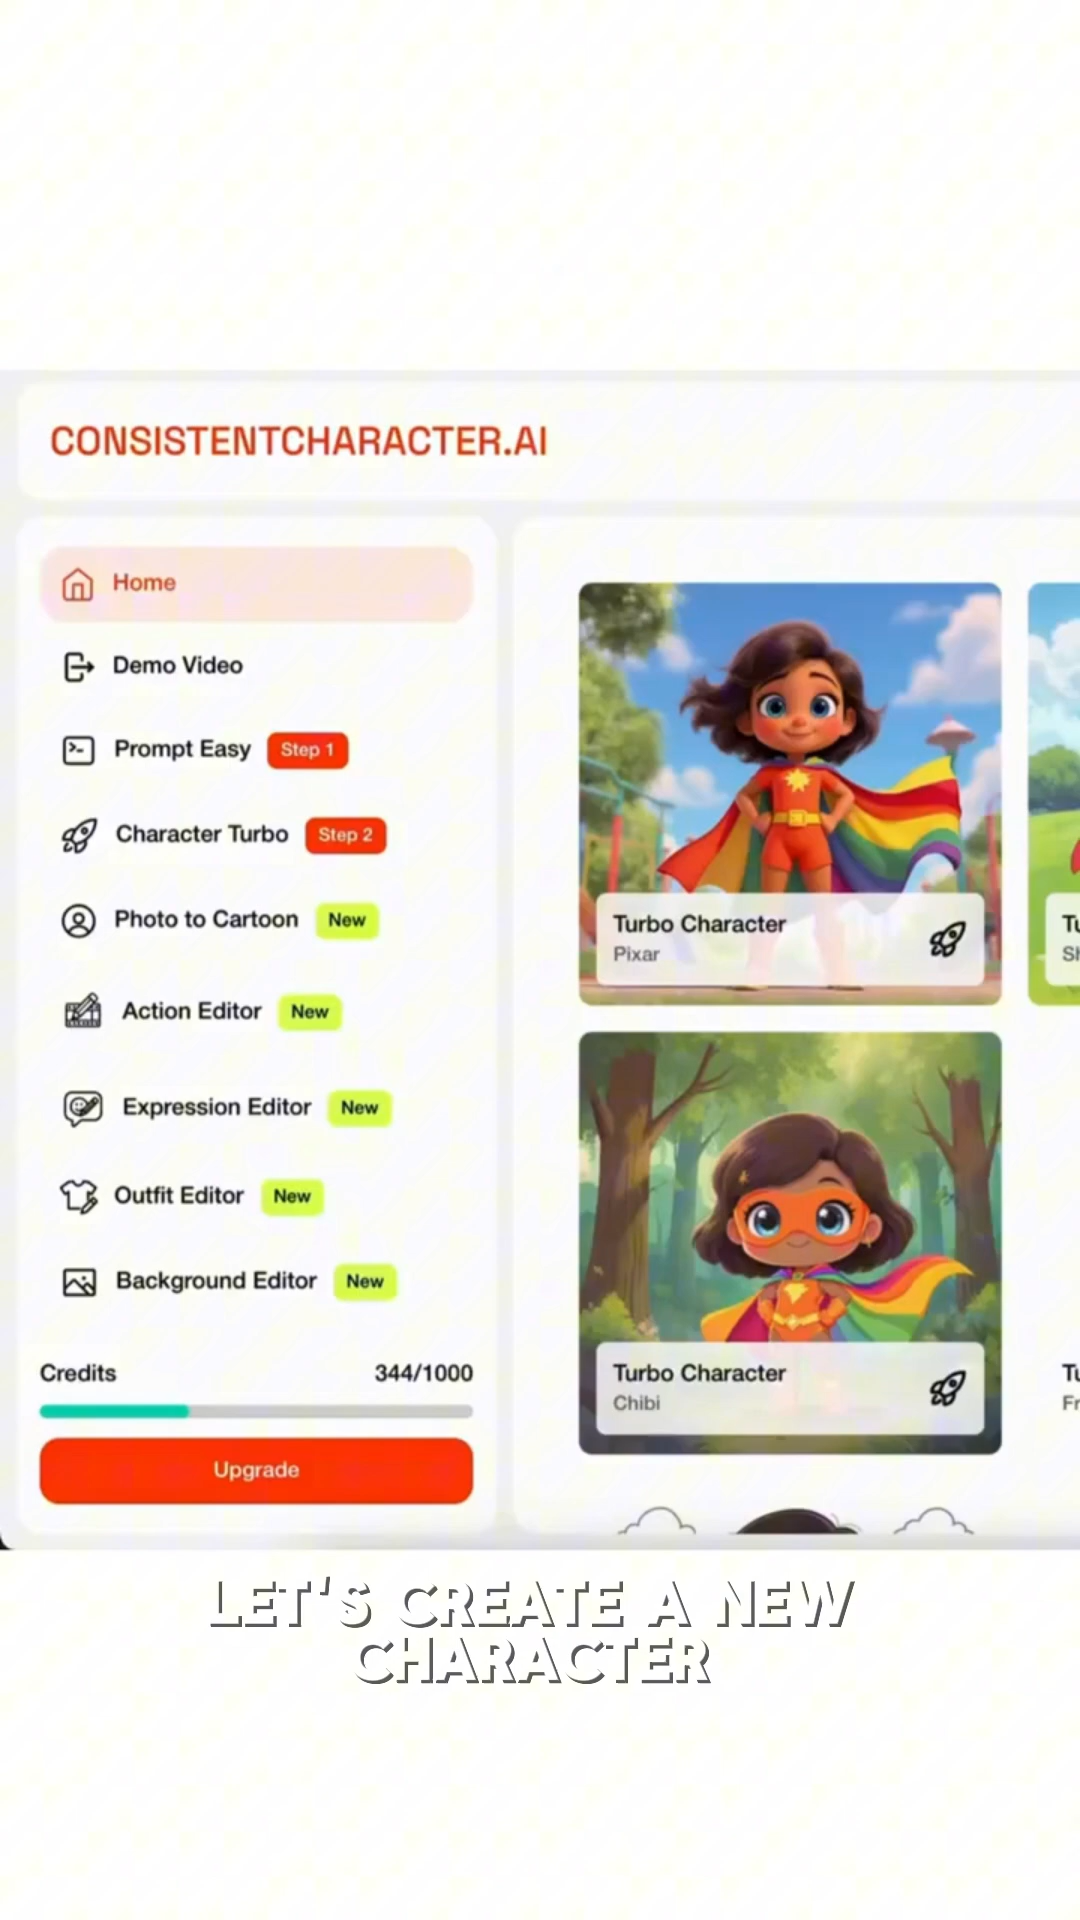 CONSISTENTCHARACTER.AI
Home
Demo Video
Prompt Easy Step 1
Character Turbo Step 2
Photo to Cartoon New
Action Editor New
Expression Editor New
Outfit Editor New
Background Editor New
Credits 344/1000
Upgrade
Turbo Character
Pixar
Turbo Character
Chibi
LET'S CREATE A NEW
CHARACTER